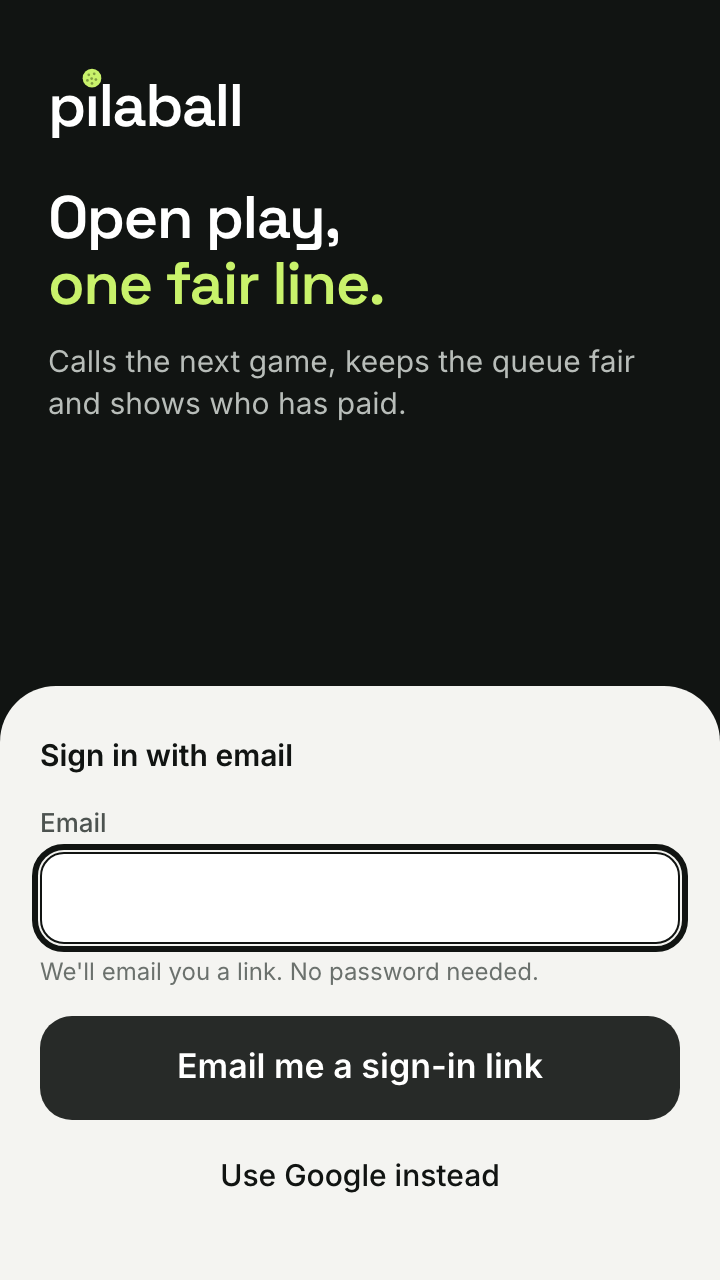 pilaball
Open play,
one fair line.
Calls the next game, keeps the queue fair
and shows who has paid.
Sign in with email
Email
We'll email you a link. No password needed.
Email me a sign-in link
Use Google instead